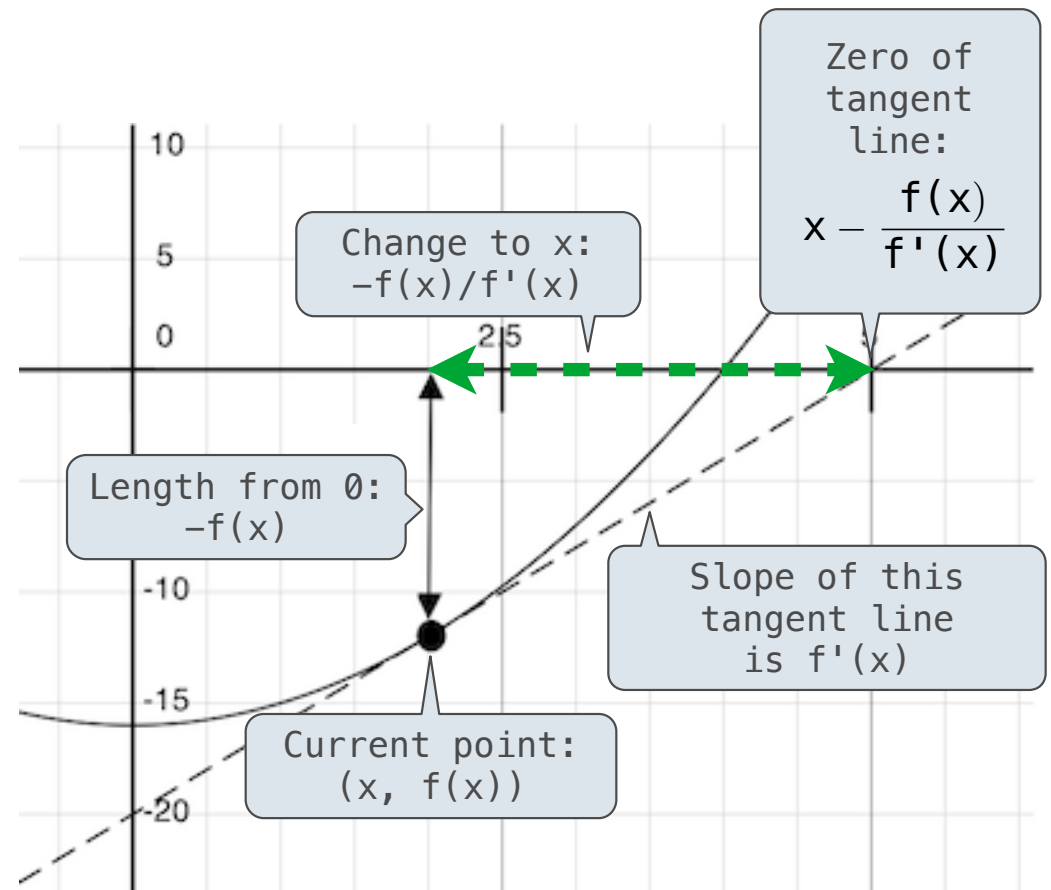 Zero of
tangent
line:
x − f(x)/f'(x)
10
Change to x:
−f(x)/f'(x)
5
0
2.5
Length from 0:
−f(x)
-10
Slope of this
tangent line
is f'(x)
-15
Current point:
(x, f(x))
-20